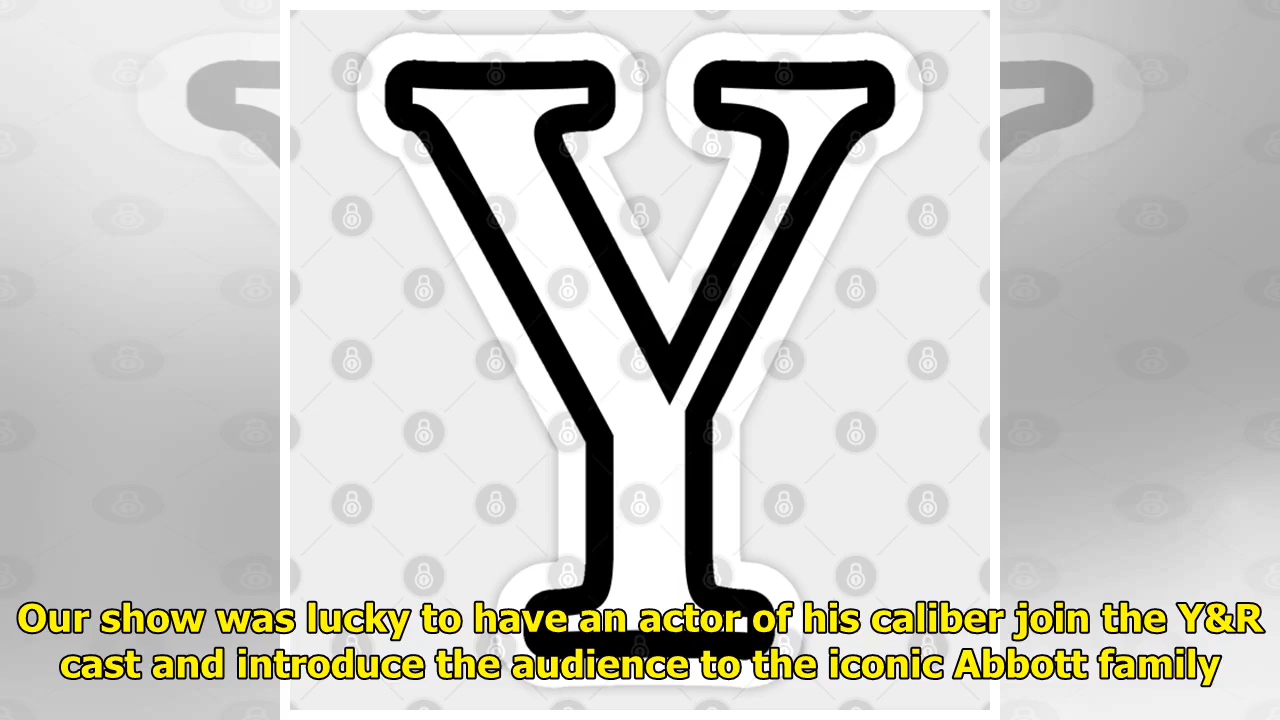 Y
Our show was lucky to have an actor of his caliber join the Y&R
cast and introduce the audience to the iconic Abbott family